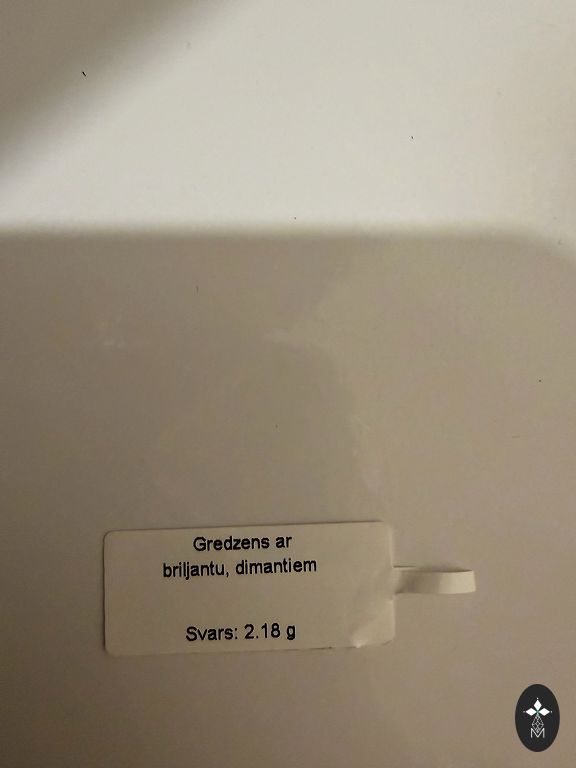 Gredzens ar
briljantu, dimantiem
Svars: 2.18 g
M